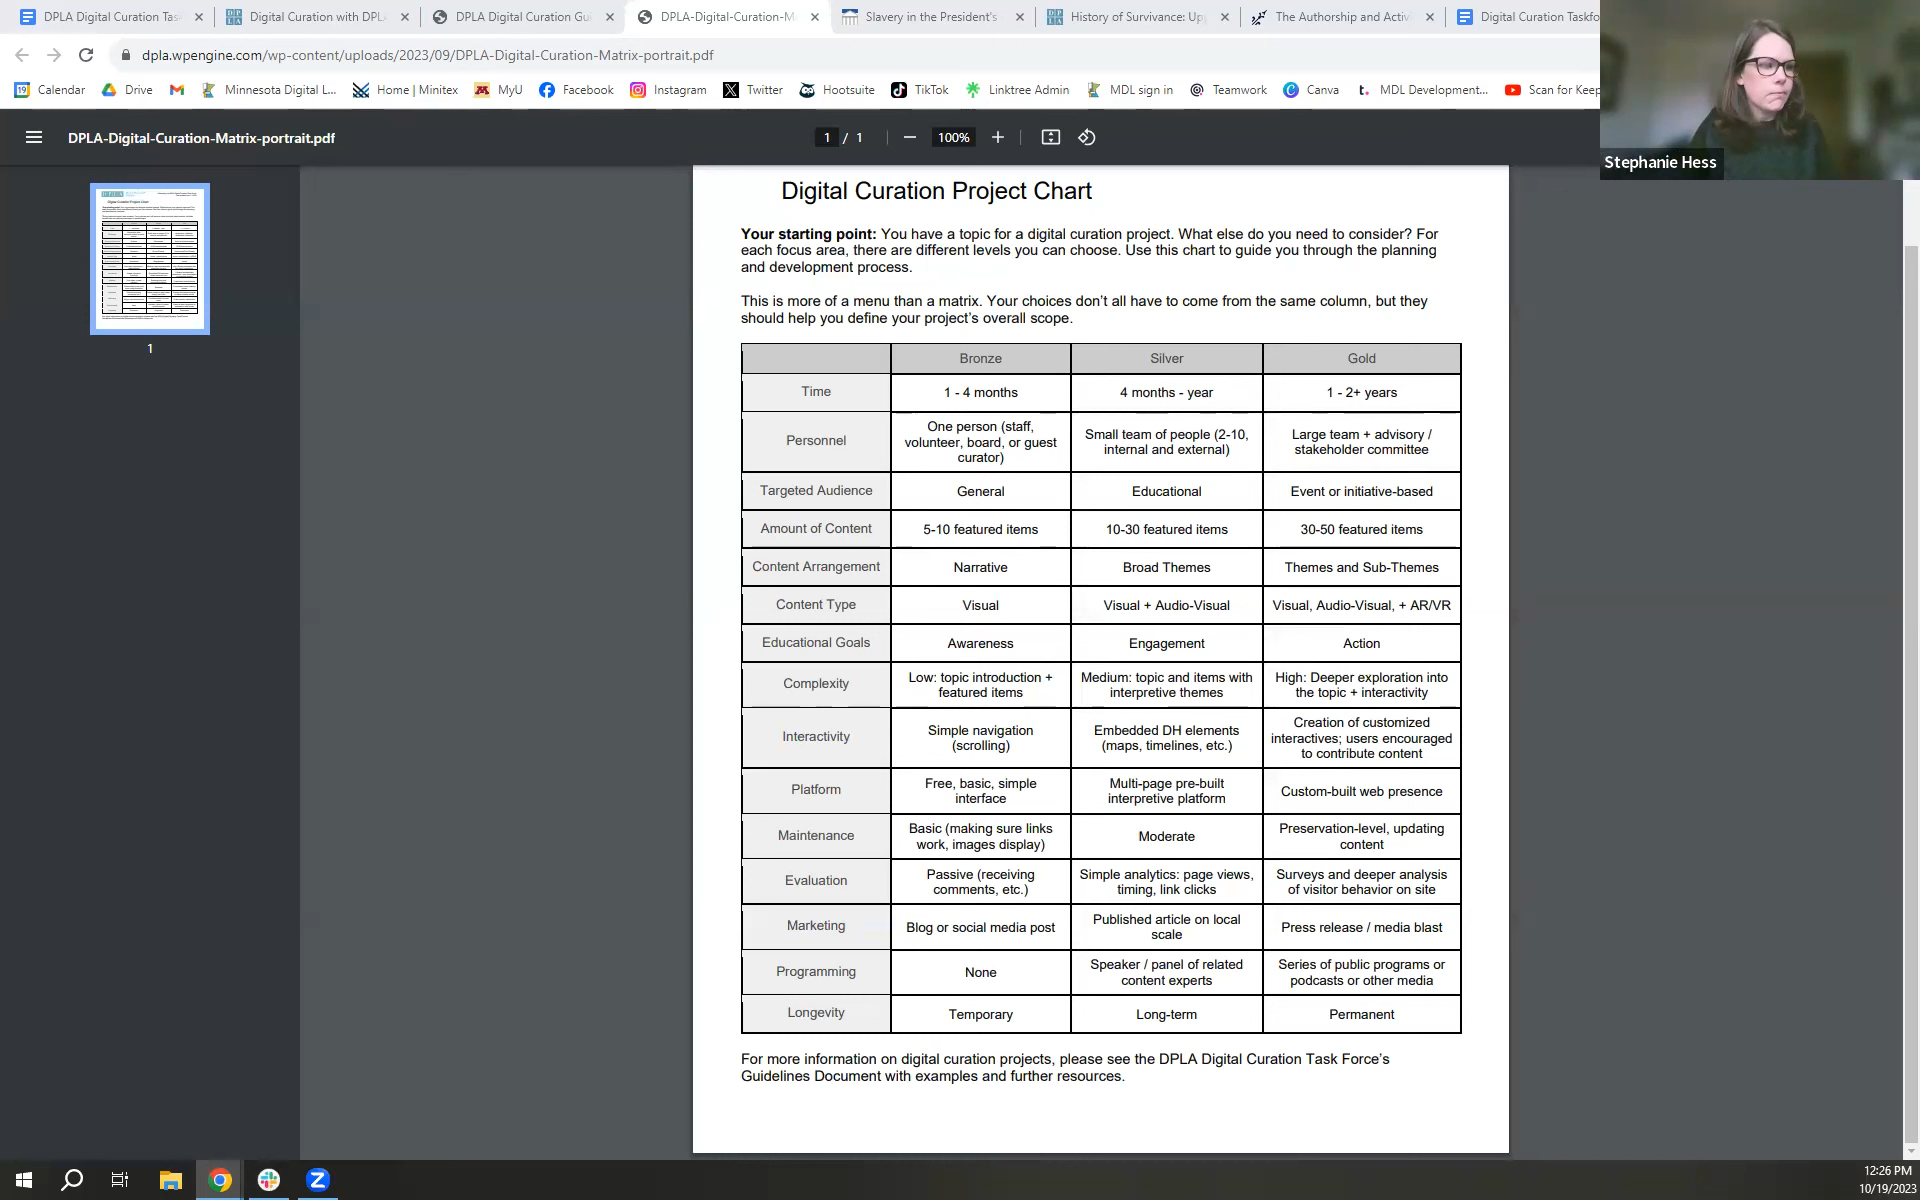 DPLA Digital Curation Tas
Digital Curation with DPL
DPLA Digital Curation Gu
DPLA-Digital-Curation-M
Slavery in the President's
History of Survivance: Up
The Authorship and Activ
Digital Curation Taskfo
dpla.wpengine.com/wp-content/uploads/2023/09/DPLA-Digital-Curation-Matrix-portrait.pdf
Calendar
Drive
Minnesota Digital L...
Home | Minitex
MyU
Facebook
Instagram
Twitter
Hootsuite
TikTok
Linktree Admin
MDL sign in
Teamwork
Canva
MDL Development...
Scan for Keep
Stephanie Hess
DPLA-Digital-Curation-Matrix-portrait.pdf
1 / 1
100%
1
Digital Curation Project Chart
Your starting point: You have a topic for a digital curation project. What else do you need to consider? For
each focus area, there are different levels you can choose. Use this chart to guide you through the planning
and development process.
This is more of a menu than a matrix. Your choices don't all have to come from the same column, but they
should help you define your project's overall scope.
Bronze
Silver
Gold
Time
1 - 4 months
4 months - year
1 - 2+ years
Personnel
One person (staff,
volunteer, board, or guest
curator)
Small team of people (2-10,
internal and external)
Large team + advisory /
stakeholder committee
Targeted Audience
General
Educational
Event or initiative-based
Amount of Content
5-10 featured items
10-30 featured items
30-50 featured items
Content Arrangement
Narrative
Broad Themes
Themes and Sub-Themes
Content Type
Visual
Visual + Audio-Visual
Visual, Audio-Visual, + AR/VR
Educational Goals
Awareness
Engagement
Action
Complexity
Low: topic introduction +
featured items
Medium: topic and items with
interpretive themes
High: Deeper exploration into
the topic + interactivity
Interactivity
Simple navigation
(scrolling)
Embedded DH elements
(maps, timelines, etc.)
Creation of customized
interactives; users encouraged
to contribute content
Platform
Free, basic, simple
interface
Multi-page pre-built
interpretive platform
Custom-built web presence
Maintenance
Basic (making sure links
work, images display)
Moderate
Preservation-level, updating
content
Evaluation
Passive (receiving
comments, etc.)
Simple analytics: page views,
timing, link clicks
Surveys and deeper analysis
of visitor behavior on site
Marketing
Blog or social media post
Published article on local
scale
Press release / media blast
Programming
None
Speaker / panel of related
content experts
Series of public programs or
podcasts or other media
Longevity
Temporary
Long-term
Permanent
For more information on digital curation projects, please see the DPLA Digital Curation Task Force's
Guidelines Document with examples and further resources.
12:26 PM
10/19/2023